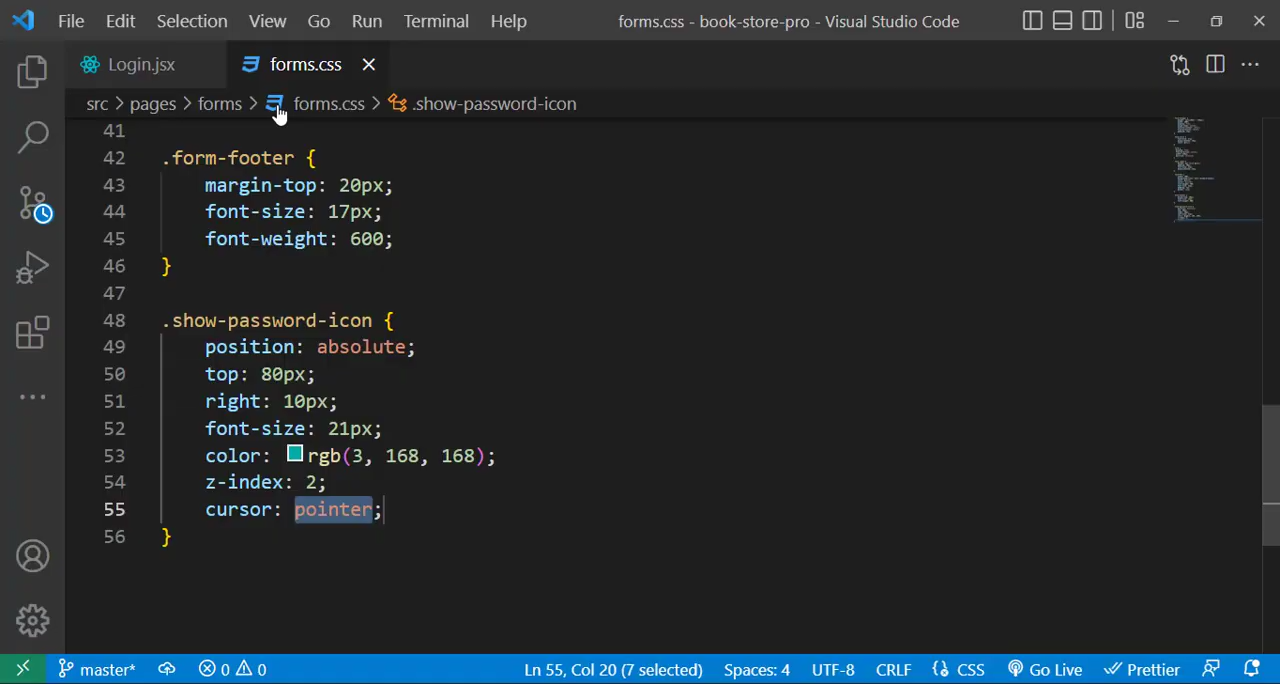 File Edit Selection View Go Run Terminal Help forms.css - book-store-pro - Visual Studio Code
Login.jsx forms.css
src > pages > forms > forms.css > .show-password-icon
41
42 .form-footer {
43 margin-top: 20px;
44 font-size: 17px;
45 font-weight: 600;
46 }
47
48 .show-password-icon {
49 position: absolute;
50 top: 80px;
51 right: 10px;
52 font-size: 21px;
53 color: rgb(3, 168, 168);
54 z-index: 2;
55 cursor: pointer;
56 }
master* 0 0 Ln 55, Col 20 (7 selected) Spaces: 4 UTF-8 CRLF CSS Go Live Prettier